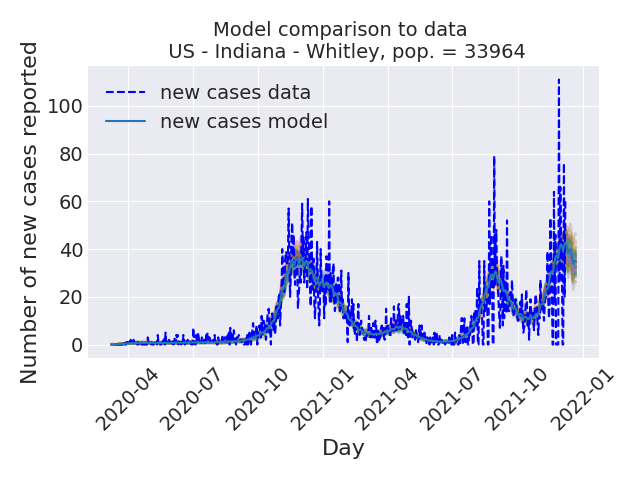 Model comparison to data
US - Indiana - Whitley, pop. = 33964
new cases data
new cases model
Number of new cases reported
100
80
60
40
20
0
2020-04
2020-07
2020-10
2021-01
2021-04
2021-07
2021-10
2022-01
Day